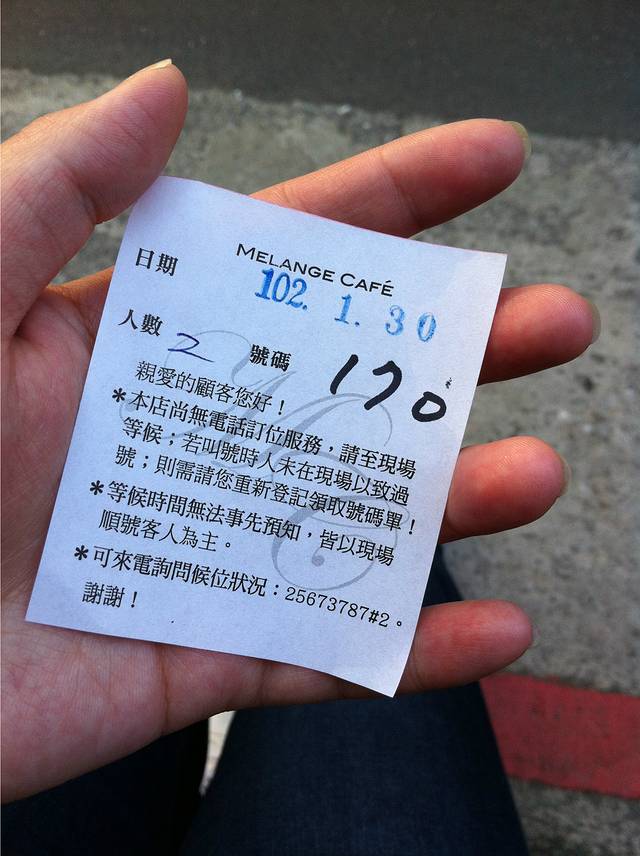 MELANGE CAFÉ
日期 102. 1. 30
人數 2 號碼 170
親愛的顧客您好！
*本店尚無電話訂位服務，請至現場
等候；若叫號時人未在現場以致過
號；則需請您重新登記領取號碼單！
*等候時間無法事先預知，皆以現場
順號客人為主。
*可來電詢問候位狀況：25673787#2。
謝謝！